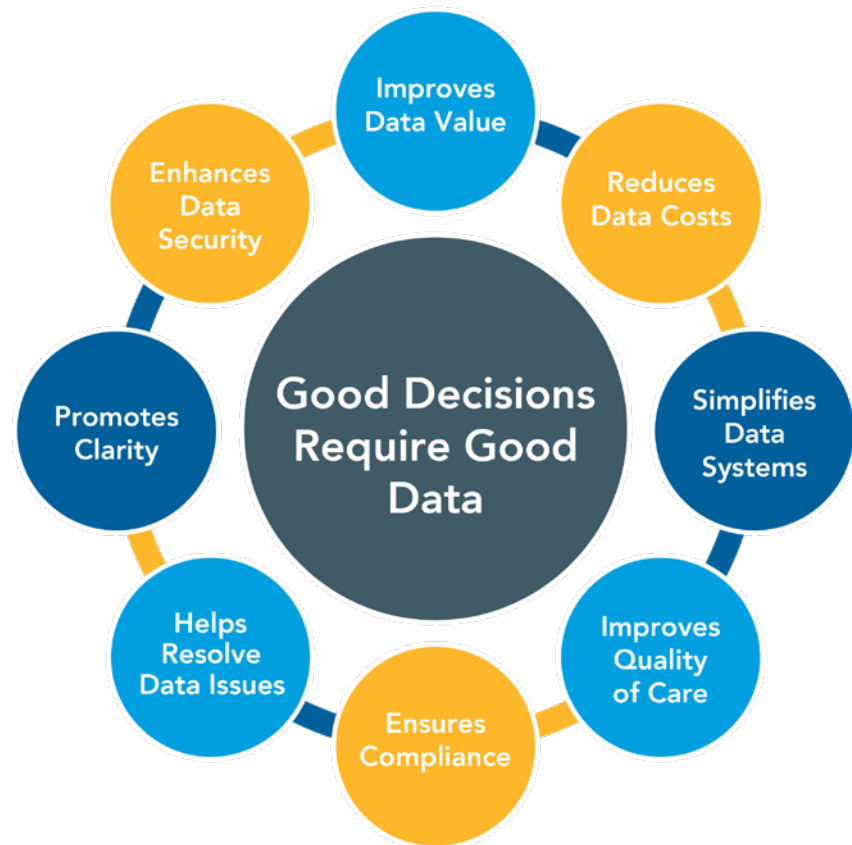 Improves
Data Value
Reduces
Data Costs
Simplifies
Data
Systems
Improves
Quality
of Care
Ensures
Compliance
Helps
Resolve
Data Issues
Promotes
Clarity
Enhances
Data
Security
Good Decisions
Require Good
Data